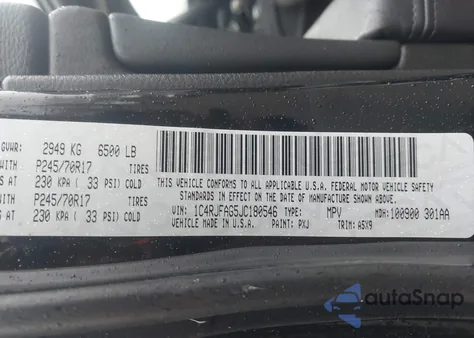 GVWR: 2949 KG 6500 LB
WITH P245/70R17 TIRES
S AT 230 KPA ( 33 PSI) COLD
WITH P245/70R17 TIRES
S AT 230 KPA ( 33 PSI) COLD
THIS VEHICLE CONFORMS TO ALL APPLICABLE U.S.A. FEDERAL MOTOR VEHICLE SAFETY
STANDARDS IN EFFECT ON THE DATE OF MANUFACTURE SHOWN ABOVE.
VIN: 1C4RJFAG5JC180546 TYPE: MPV MDH: 100900 301AA
VEHICLE MADE IN U.S.A. PAINT: PXJ TRIM: A5X9
autoSnap